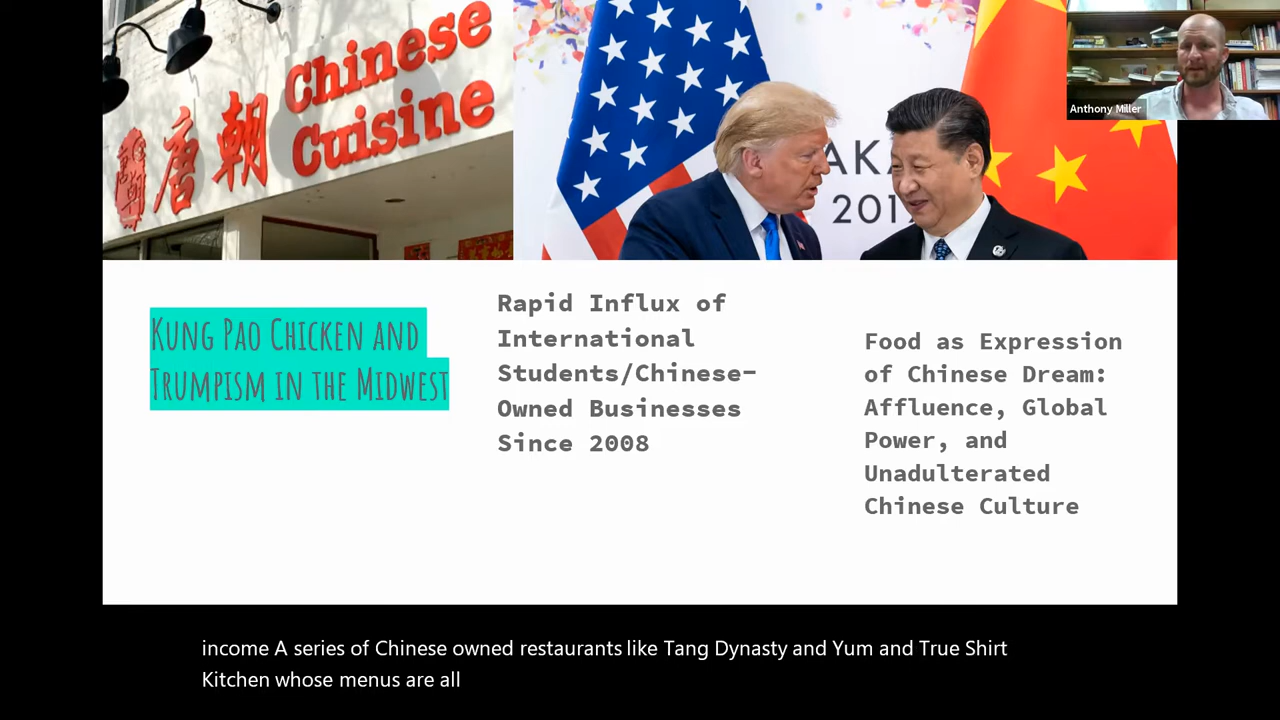 Chinese
唐朝 Cuisine
AKA
201
Anthony Miller
Kung Pao Chicken and
Trumpism in the Midwest
Rapid Influx of
International
Students/Chinese-
Owned Businesses
Since 2008
Food as Expression
of Chinese Dream:
Affluence, Global
Power, and
Unadulterated
Chinese Culture
income A series of Chinese owned restaurants like Tang Dynasty and Yum and True Shirt
Kitchen whose menus are all